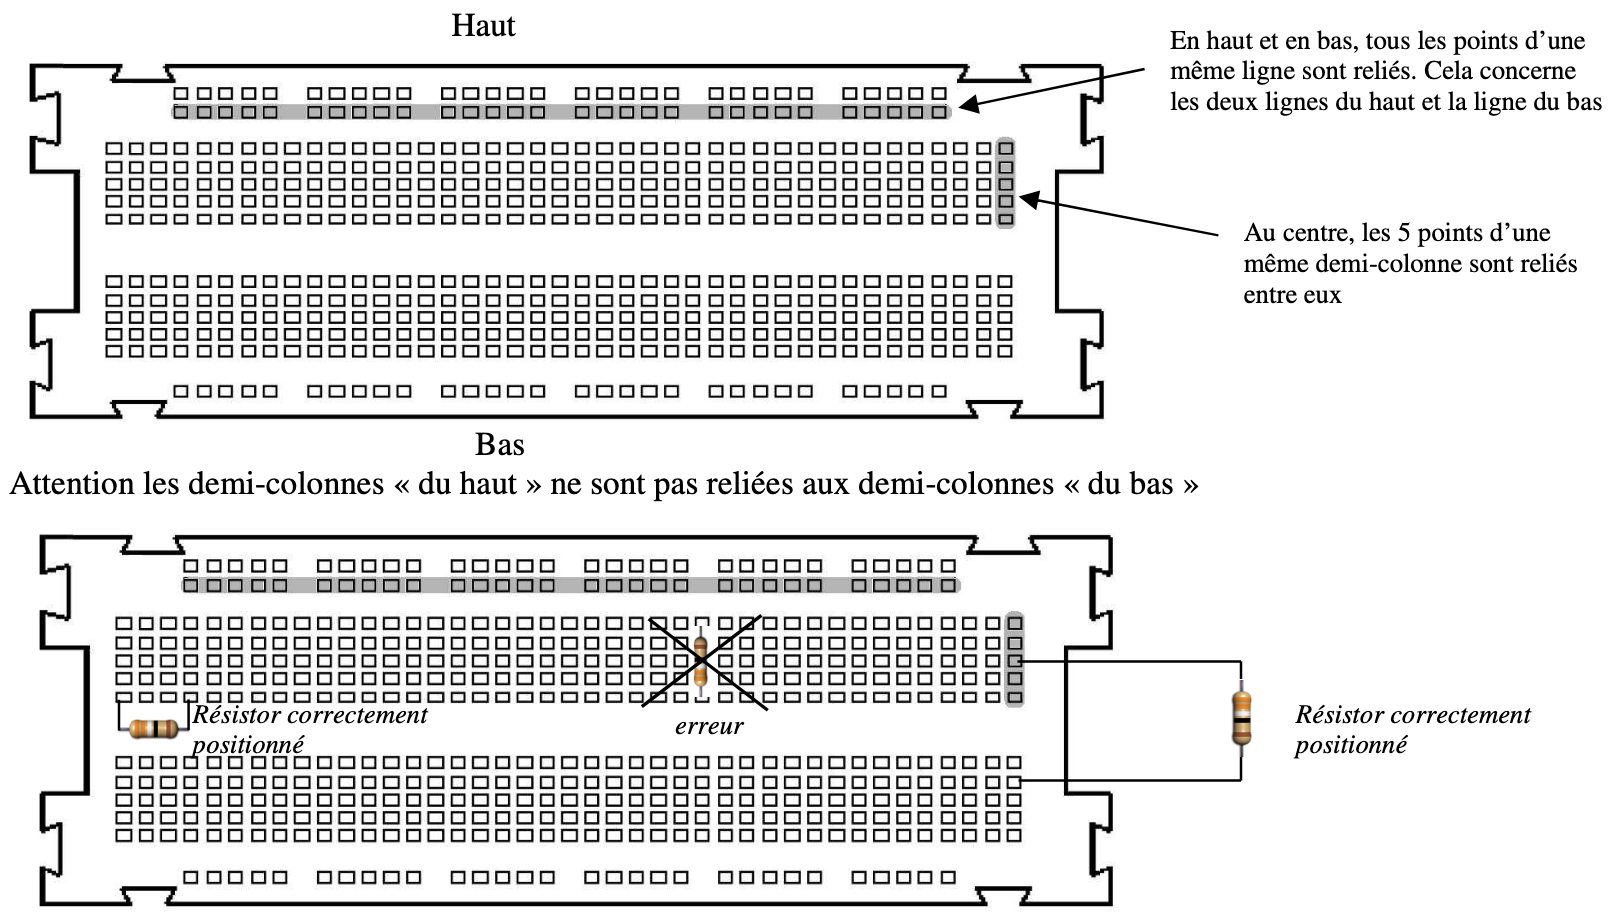 Haut
En haut et en bas, tous les points d’une
même ligne sont reliés. Cela concerne
les deux lignes du haut et la ligne du bas
Au centre, les 5 points d’une
même demi-colonne sont reliés
entre eux
Bas
Attention les demi-colonnes « du haut » ne sont pas reliées aux demi-colonnes « du bas »
Résistor correctement
positionné
erreur
Résistor correctement
positionné